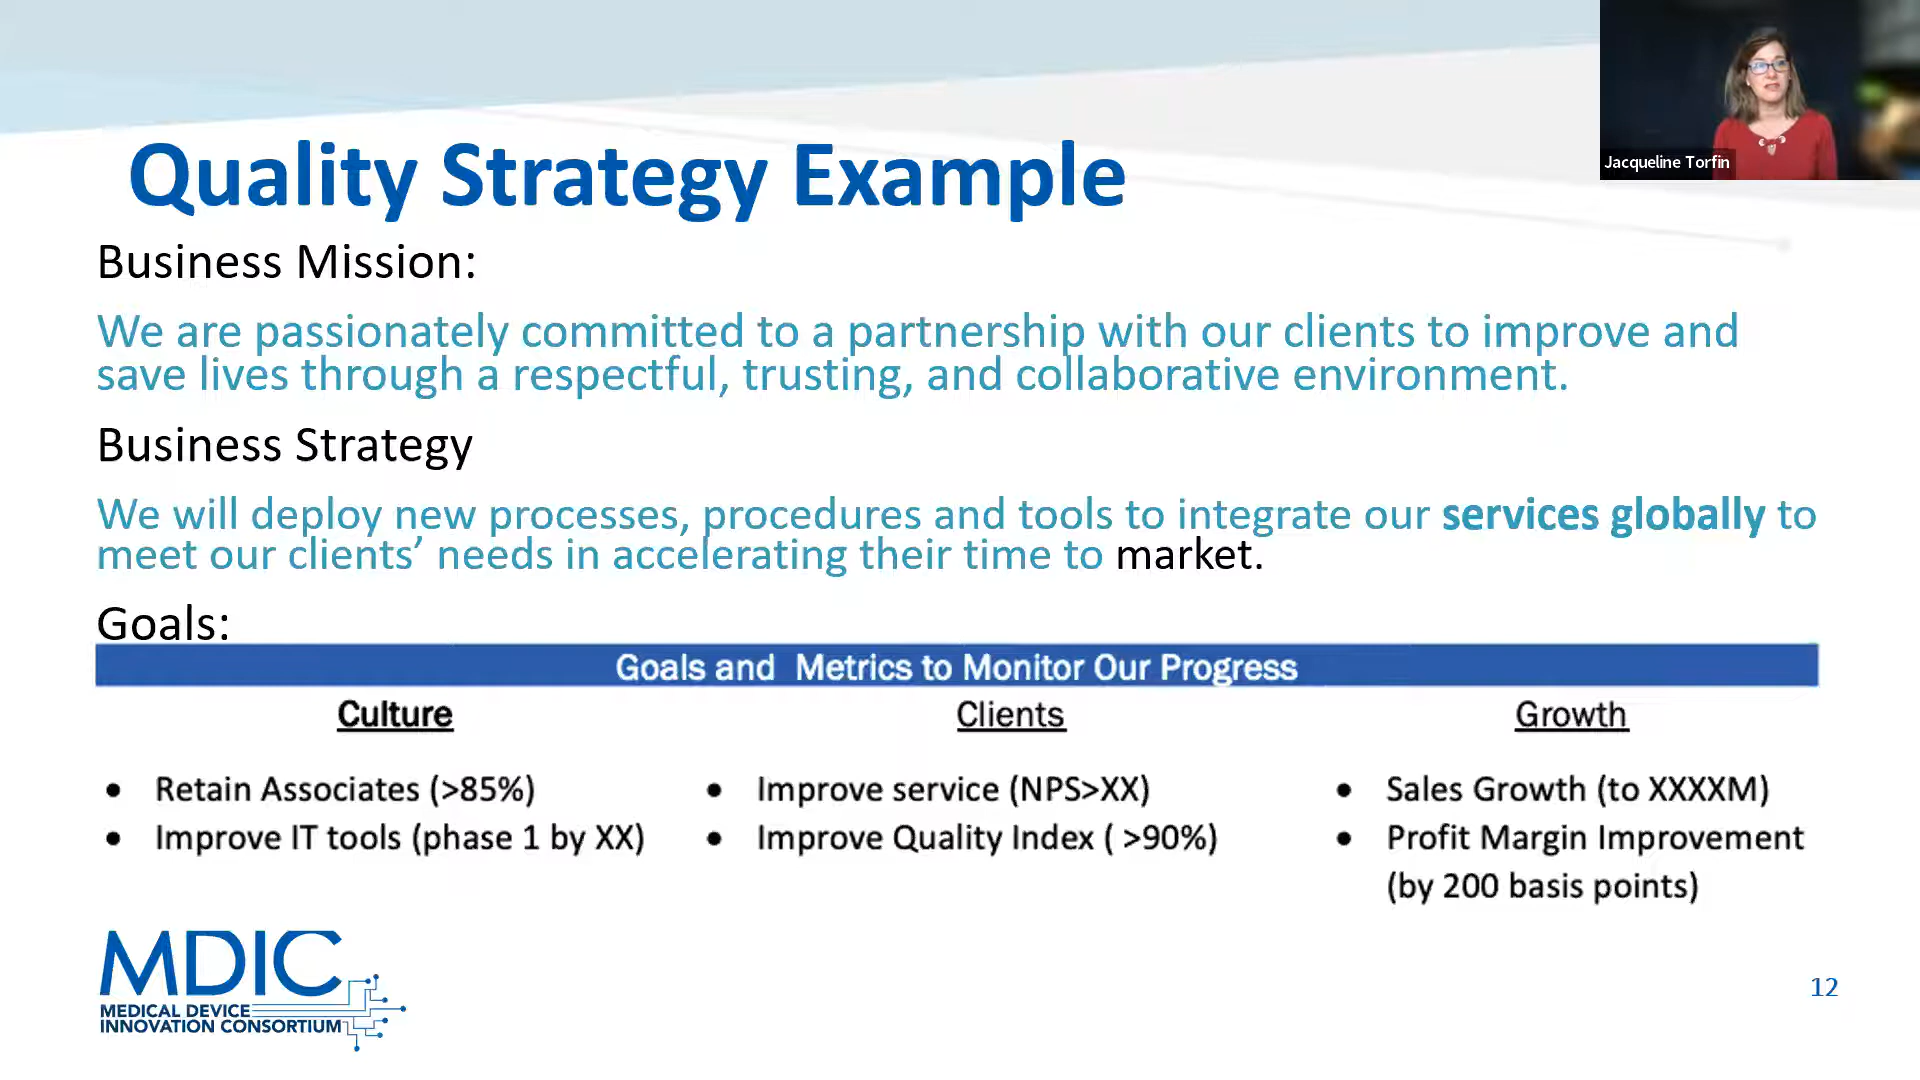 Jacqueline Torfin
Quality Strategy Example
Business Mission:
We are passionately committed to a partnership with our clients to improve and
save lives through a respectful, trusting, and collaborative environment.
Business Strategy
We will deploy new processes, procedures and tools to integrate our services globally to
meet our clients’ needs in accelerating their time to market.
Goals:
Goals and  Metrics to Monitor Our Progress
Culture
• Retain Associates (>85%)
• Improve IT tools (phase 1 by XX)
Clients
• Improve service (NPS>XX)
• Improve Quality Index ( >90%)
Growth
• Sales Growth (to XXXXM)
• Profit Margin Improvement
(by 200 basis points)
MDIC
MEDICAL DEVICE
INNOVATION CONSORTIUM
12